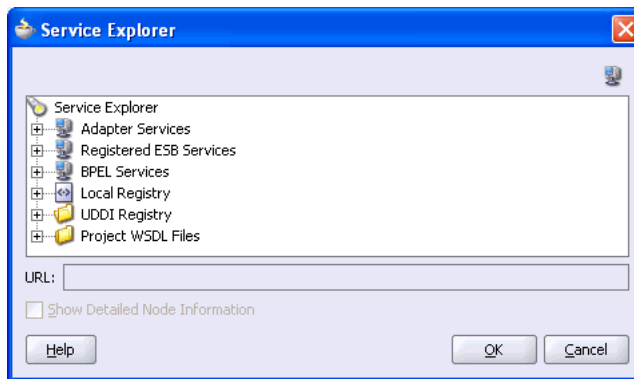 Service Explorer
Service Explorer
Adapter Services
Registered ESB Services
BPEL Services
Local Registry
UDDI Registry
Project WSDL Files
URL:
Show Detailed Node Information
Help OK Cancel